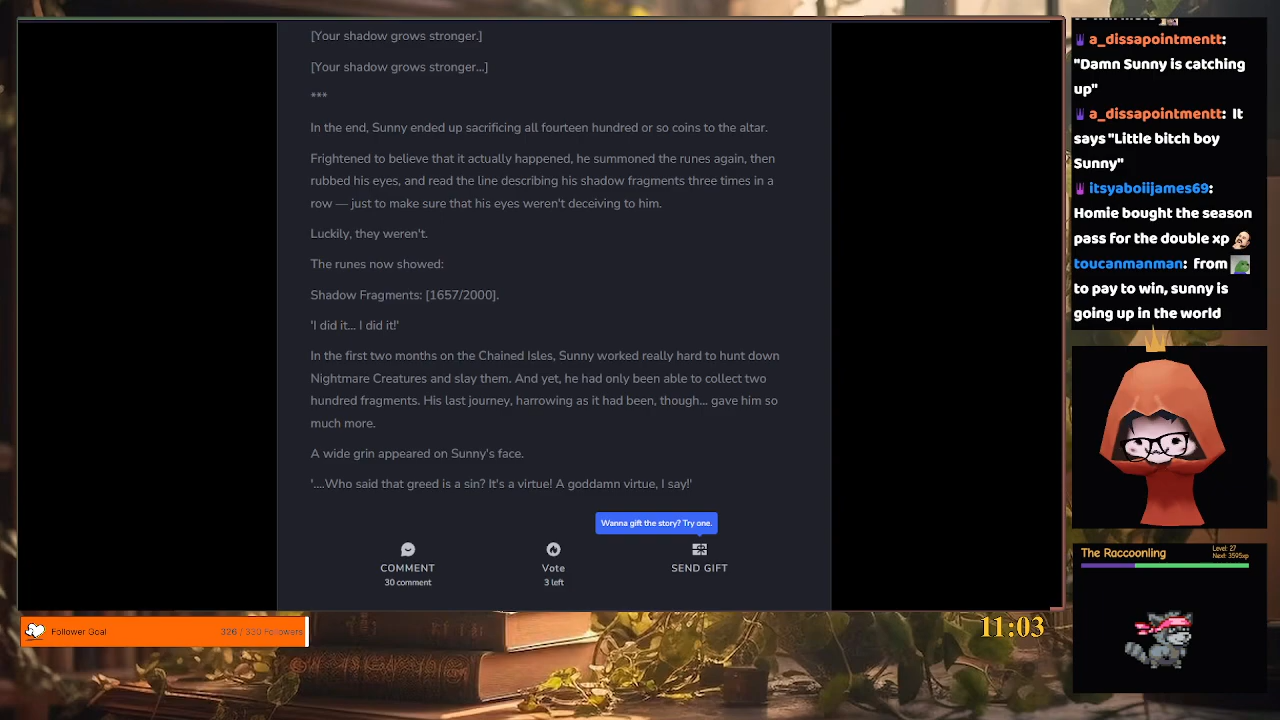 [Your shadow grows stronger.]
[Your shadow grows stronger...]
***
In the end, Sunny ended up sacrificing all fourteen hundred or so coins to the altar.
Frightened to believe that it actually happened, he summoned the runes again, then
rubbed his eyes, and read the line describing his shadow fragments three times in a
row — just to make sure that his eyes weren't deceiving to him.
Luckily, they weren't.
The runes now showed:
Shadow Fragments: [1657/2000].
'I did it... I did it!'
In the first two months on the Chained Isles, Sunny worked really hard to hunt down
Nightmare Creatures and slay them. And yet, he had only been able to collect two
hundred fragments. His last journey, harrowing as it had been, though... gave him so
much more.
A wide grin appeared on Sunny's face.
'....Who said that greed is a sin? It's a virtue! A goddamn virtue, I say!'
Wanna gift the story? Try one.
COMMENT
30 comment
Vote
3 left
SEND GIFT
a_dissapointmentt:
"Damn Sunny is catching
up"
a_dissapointmentt: It
says "Little bitch boy
Sunny"
itsyaboiijames69:
Homie bought the season
pass for the double xp
toucanmanman: from
to pay to win, sunny is
going up in the world
The Raccoonling
Level: 27
Next: 3595xp
Follower Goal
326 / 330 Followers
11:03